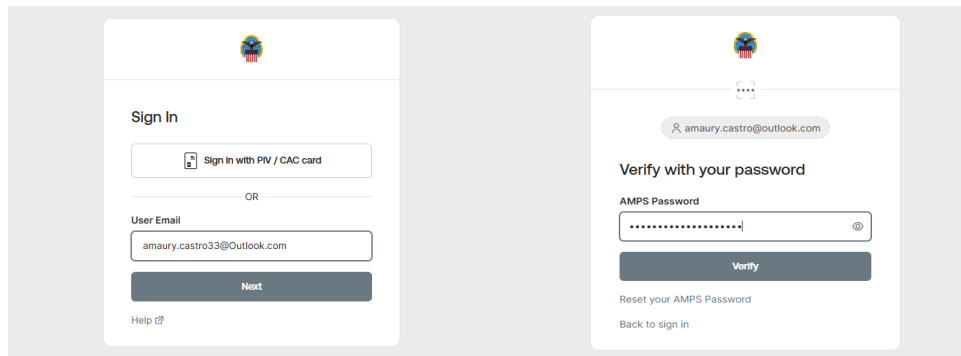 Sign In
Sign in with PIV / CAC card
OR
User Email
amaury.castro33@Outlook.com
Next
Help
amaury.castro@outlook.com
Verify with your password
AMPS Password
••••••••••••••••••••
Verify
Reset your AMPS Password
Back to sign in